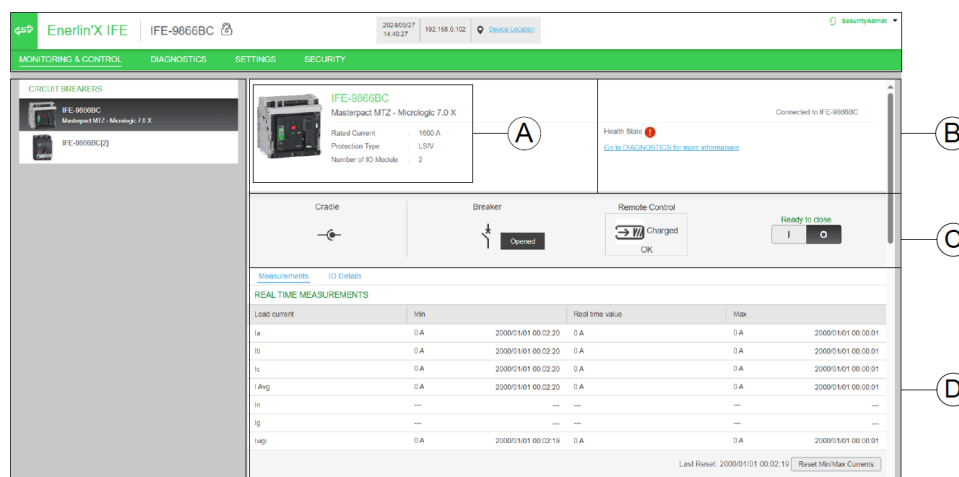 Enerlin'X IFE IFE-9866BC 2024/03/27 14:40:27 192.168.0.102 Device Location SecurityAdmin
MONITORING & CONTROL DIAGNOSTICS SETTINGS SECURITY
CIRCUIT BREAKERS
IFE-9866BC
Masterpact MTZ - Micrologic 7.0 X
IFE-9866BC[2]
IFE-9866BC
Masterpact MTZ - Micrologic 7.0 X
Rated Current : 1600 A
Protection Type : LSIV
Number of IO Module : 2
A
Connected to IFE-9866BC
Health State
Go to DIAGNOSTICS for more informations
B
Cradle Breaker Remote Control
Opened
Charged
OK
Ready to close
I O
C
Measurements IO Details
REAL TIME MEASUREMENTS
Load current Min Real time value Max
Ia 0 A 2000/01/01 00:02:20 0 A 0 A 2000/01/01 00:00:01
Ib 0 A 2000/01/01 00:02:20 0 A 0 A 2000/01/01 00:00:01
Ic 0 A 2000/01/01 00:02:20 0 A 0 A 2000/01/01 00:00:01
I Avg 0 A 2000/01/01 00:02:20 0 A 0 A 2000/01/01 00:00:01
In --- --- --- --- ---
Ig --- --- --- --- ---
Ivigi 0 A 2000/01/01 00:02:19 0 A 0 A 2000/01/01 00:00:01
D
Last Reset: 2000/01/01 00:02:19 Reset Min/Max Currents